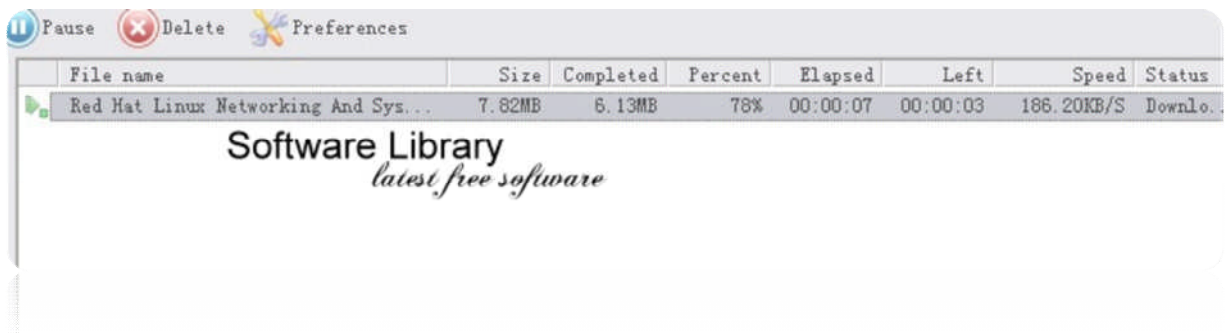 Pause Delete Preferences
File name Size Completed Percent Elapsed Left Speed Status
Red Hat Linux Networking And Sys... 7.82MB 6.13MB 78% 00:00:07 00:00:03 186.20KB/S Downlo..
Software Library
latest free software